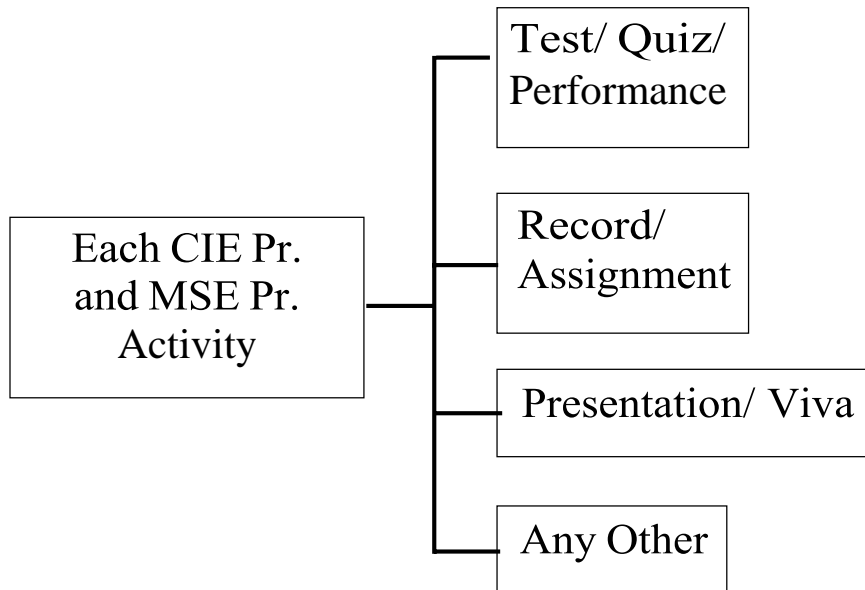 Test/ Quiz/
Performance
Each CIE Pr.
and MSE Pr.
Activity
Record/
Assignment
Presentation/ Viva
Any Other